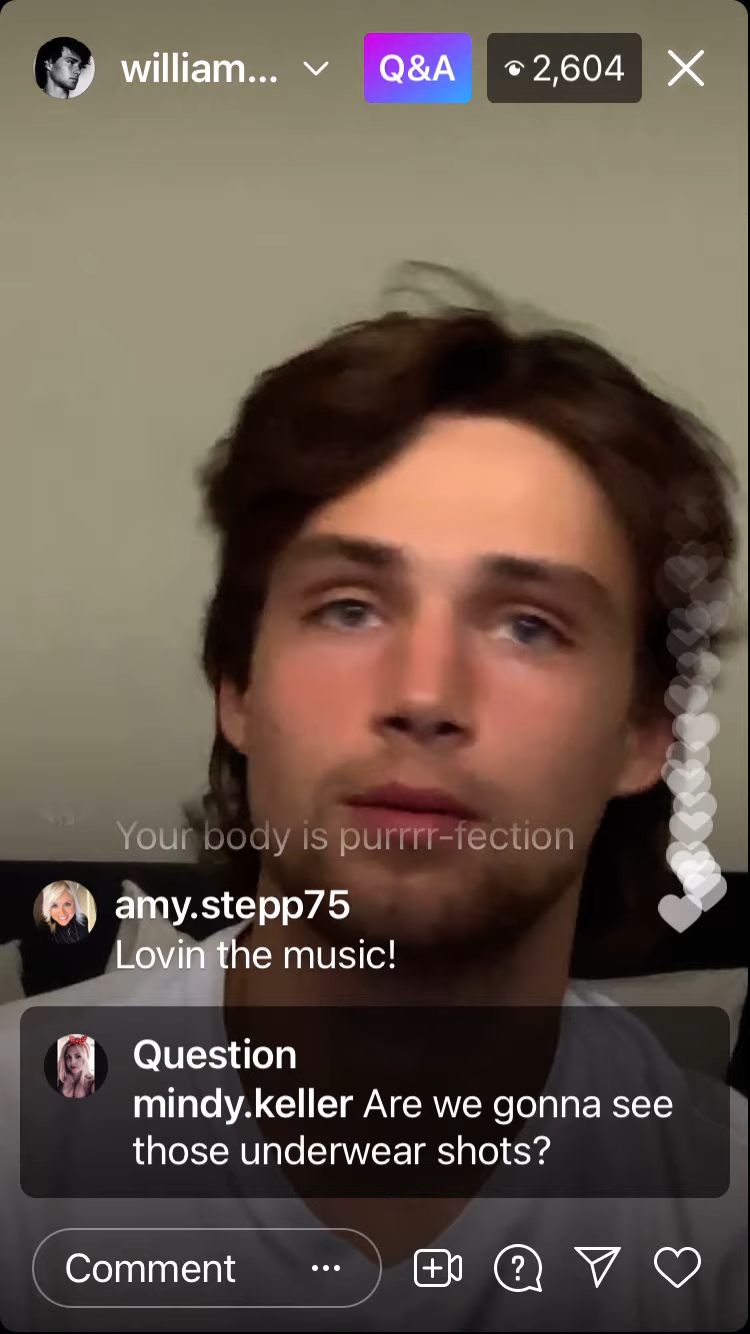 william... Q&A 2,604
Your body is purrrr-fection
amy.stepp75
Lovin the music!
Question
mindy.keller Are we gonna see
those underwear shots?
Comment ...